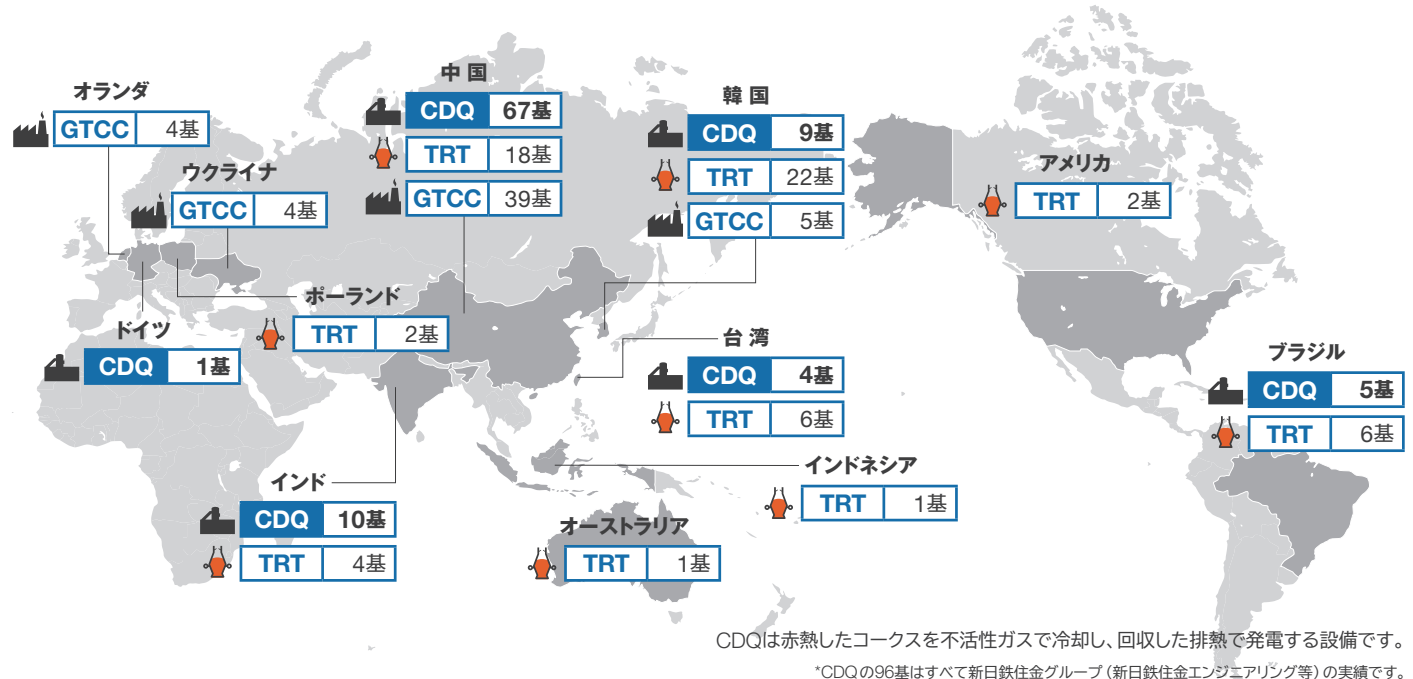 オランダ
GTCC 4基
ウクライナ
GTCC 4基
中国
CDQ 67基
TRT 18基
GTCC 39基
韓国
CDQ 9基
TRT 22基
GTCC 5基
アメリカ
TRT 2基
ポーランド
TRT 2基
ドイツ
CDQ 1基
台湾
CDQ 4基
TRT 6基
ブラジル
CDQ 5基
TRT 6基
インド
CDQ 10基
TRT 4基
インドネシア
TRT 1基
オーストラリア
TRT 1基
CDQは赤熱したコークスを不活性ガスで冷却し、回収した排熱で発電する設備です。
*CDQの96基はすべて新日鉄住金グループ（新日鉄住金エンジニアリング等）の実績です。